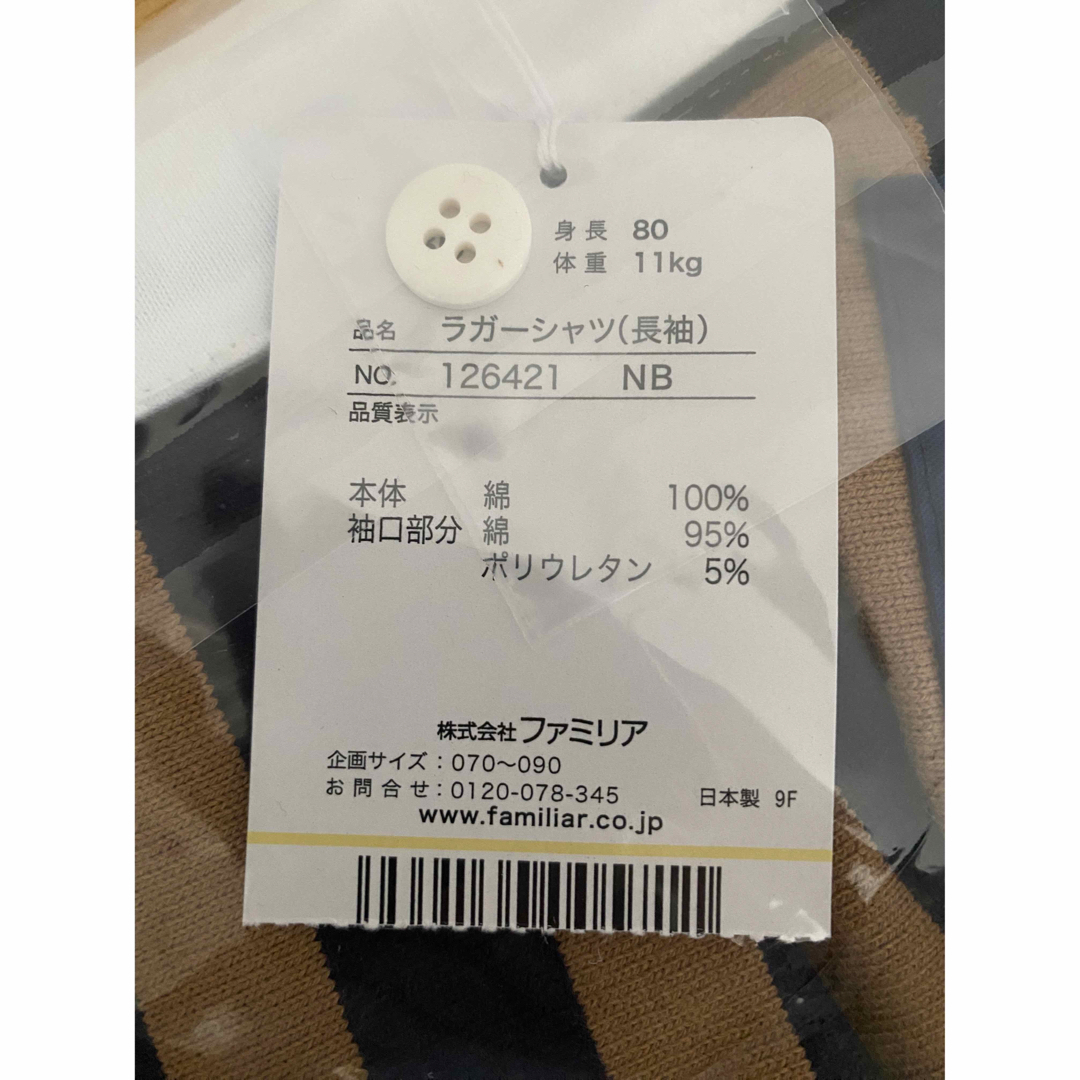 身長 80
体重 11kg
品名 ラガーシャツ(長袖)
NO. 126421 NB
品質表示
本体 綿 100%
袖口部分 綿 95%
ポリウレタン 5%
株式会社ファミリア
企画サイズ：070～090
お問合せ：0120-078-345 日本製 9F
www.familiar.co.jp